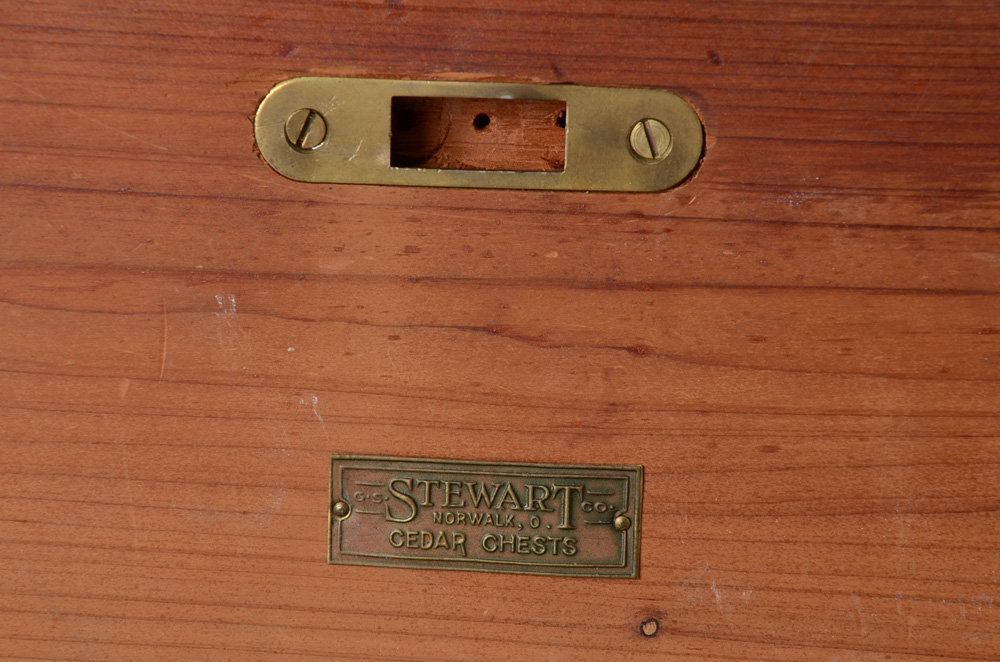 G.S. STEWART CO.
NORWALK, O.
CEDAR CHESTS